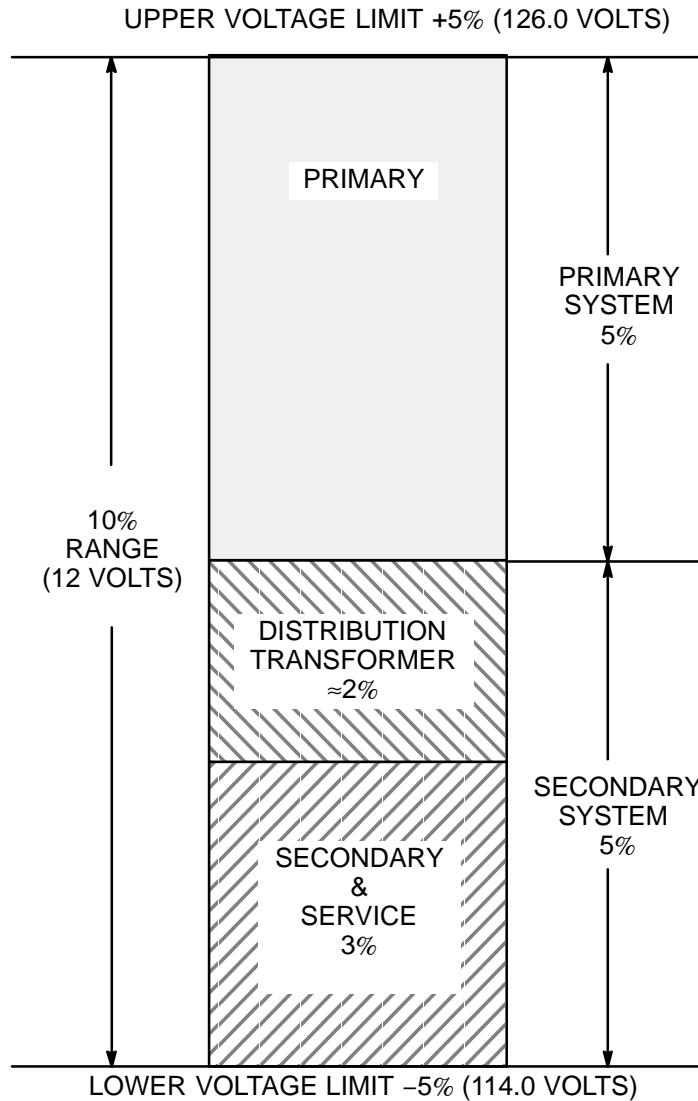 UPPER VOLTAGE LIMIT +5% (126.0 VOLTS)
PRIMARY
PRIMARY
SYSTEM
5%
10%
RANGE
(12 VOLTS)
DISTRIBUTION
TRANSFORMER
≈2%
SECONDARY
SYSTEM
5%
SECONDARY
&
SERVICE
3%
LOWER VOLTAGE LIMIT –5% (114.0 VOLTS)